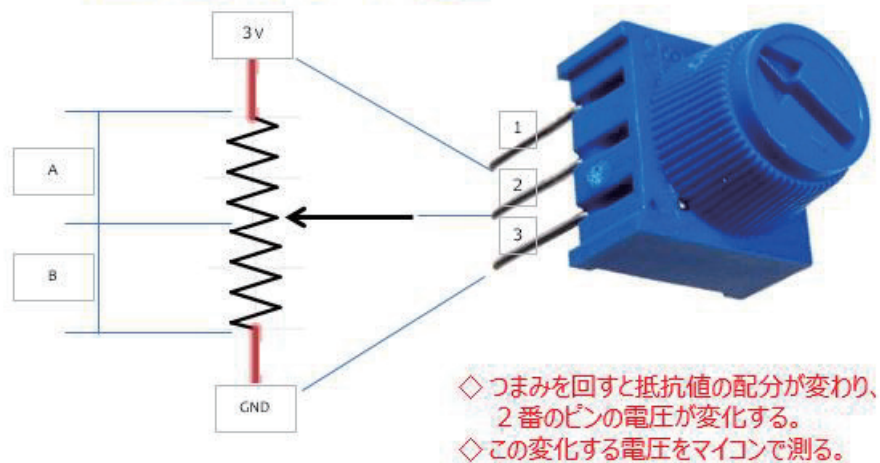 3V
1
A
2
3
B
GND
◇ つまみを回すと抵抗値の配分が変わり、
2番のピンの電圧が変化する。
◇ この変化する電圧をマイコンで測る。